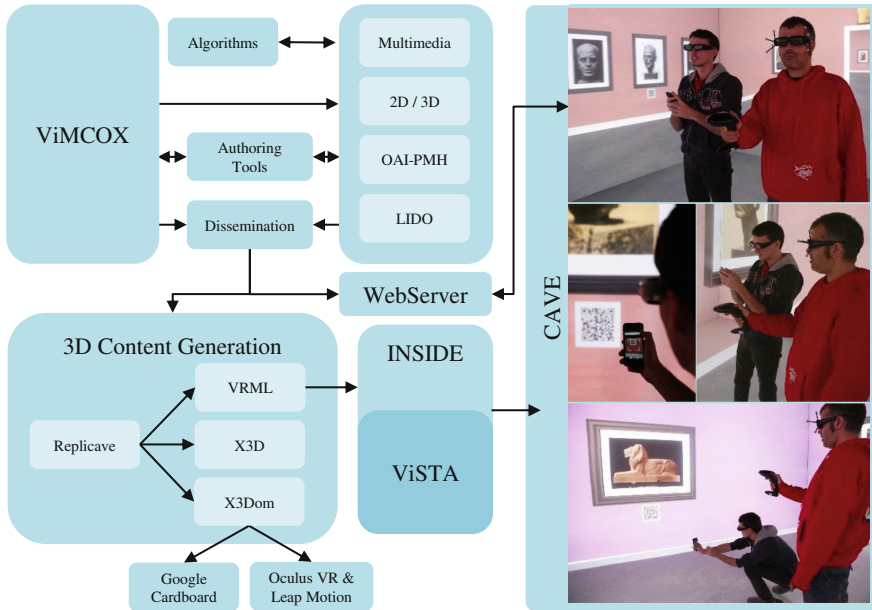 Algorithms
Multimedia
ViMCOX
2D / 3D
Authoring
Tools
OAI-PMH
Dissemination
LIDO
WebServer
CAVE
3D Content Generation
INSIDE
VRML
Replicave
X3D
ViSTA
X3Dom
Google
Cardboard
Oculus VR &
Leap Motion